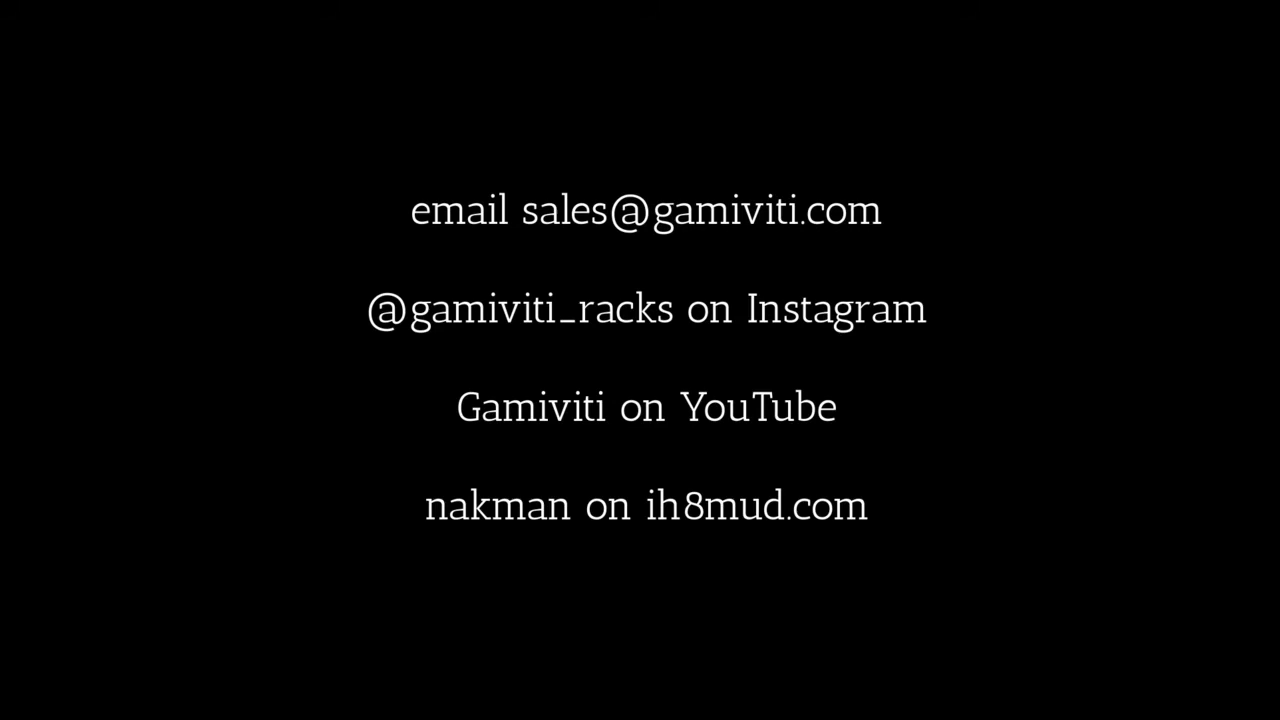 email sales@gamiviti.com
@gamiviti_racks on Instagram
Gamiviti on YouTube
nakman on ih8mud.com